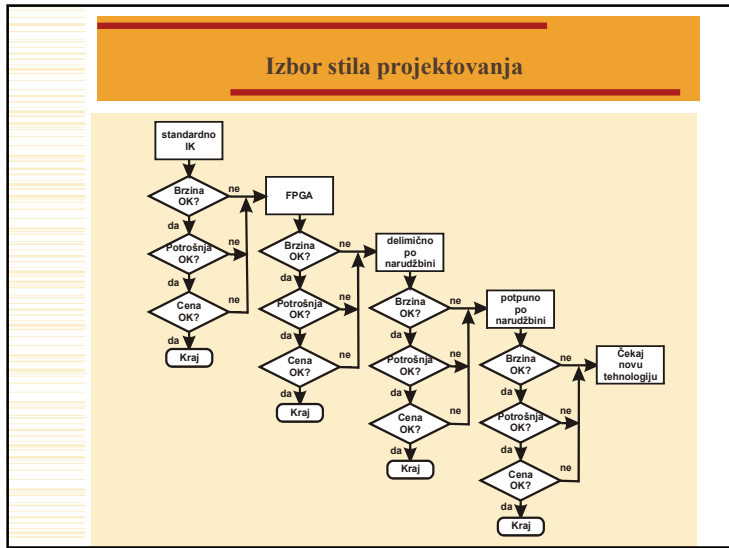 Izbor stila projektovanja
standardno
IK
Brzina
OK?
ne
da
Potrošnja
OK?
ne
da
Cena
OK?
ne
da
Kraj
FPGA
Brzina
OK?
ne
da
Potrošnja
OK?
ne
da
Cena
OK?
ne
da
Kraj
delimično
po
narudžbini
Brzina
OK?
ne
da
Potrošnja
OK?
ne
da
Cena
OK?
ne
da
Kraj
potpuno
po
narudžbini
Brzina
OK?
ne
da
Potrošnja
OK?
ne
da
Cena
OK?
ne
da
Kraj
Čekaj
novu
tehnologiju